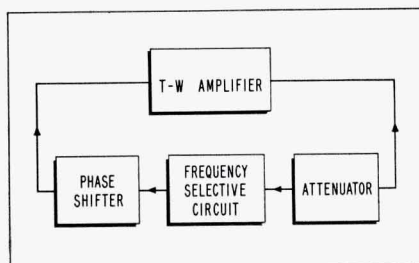 T-W AMPLIFIER
PHASE
SHIFTER
FREQUENCY
SELECTIVE
CIRCUIT
ATTENUATOR